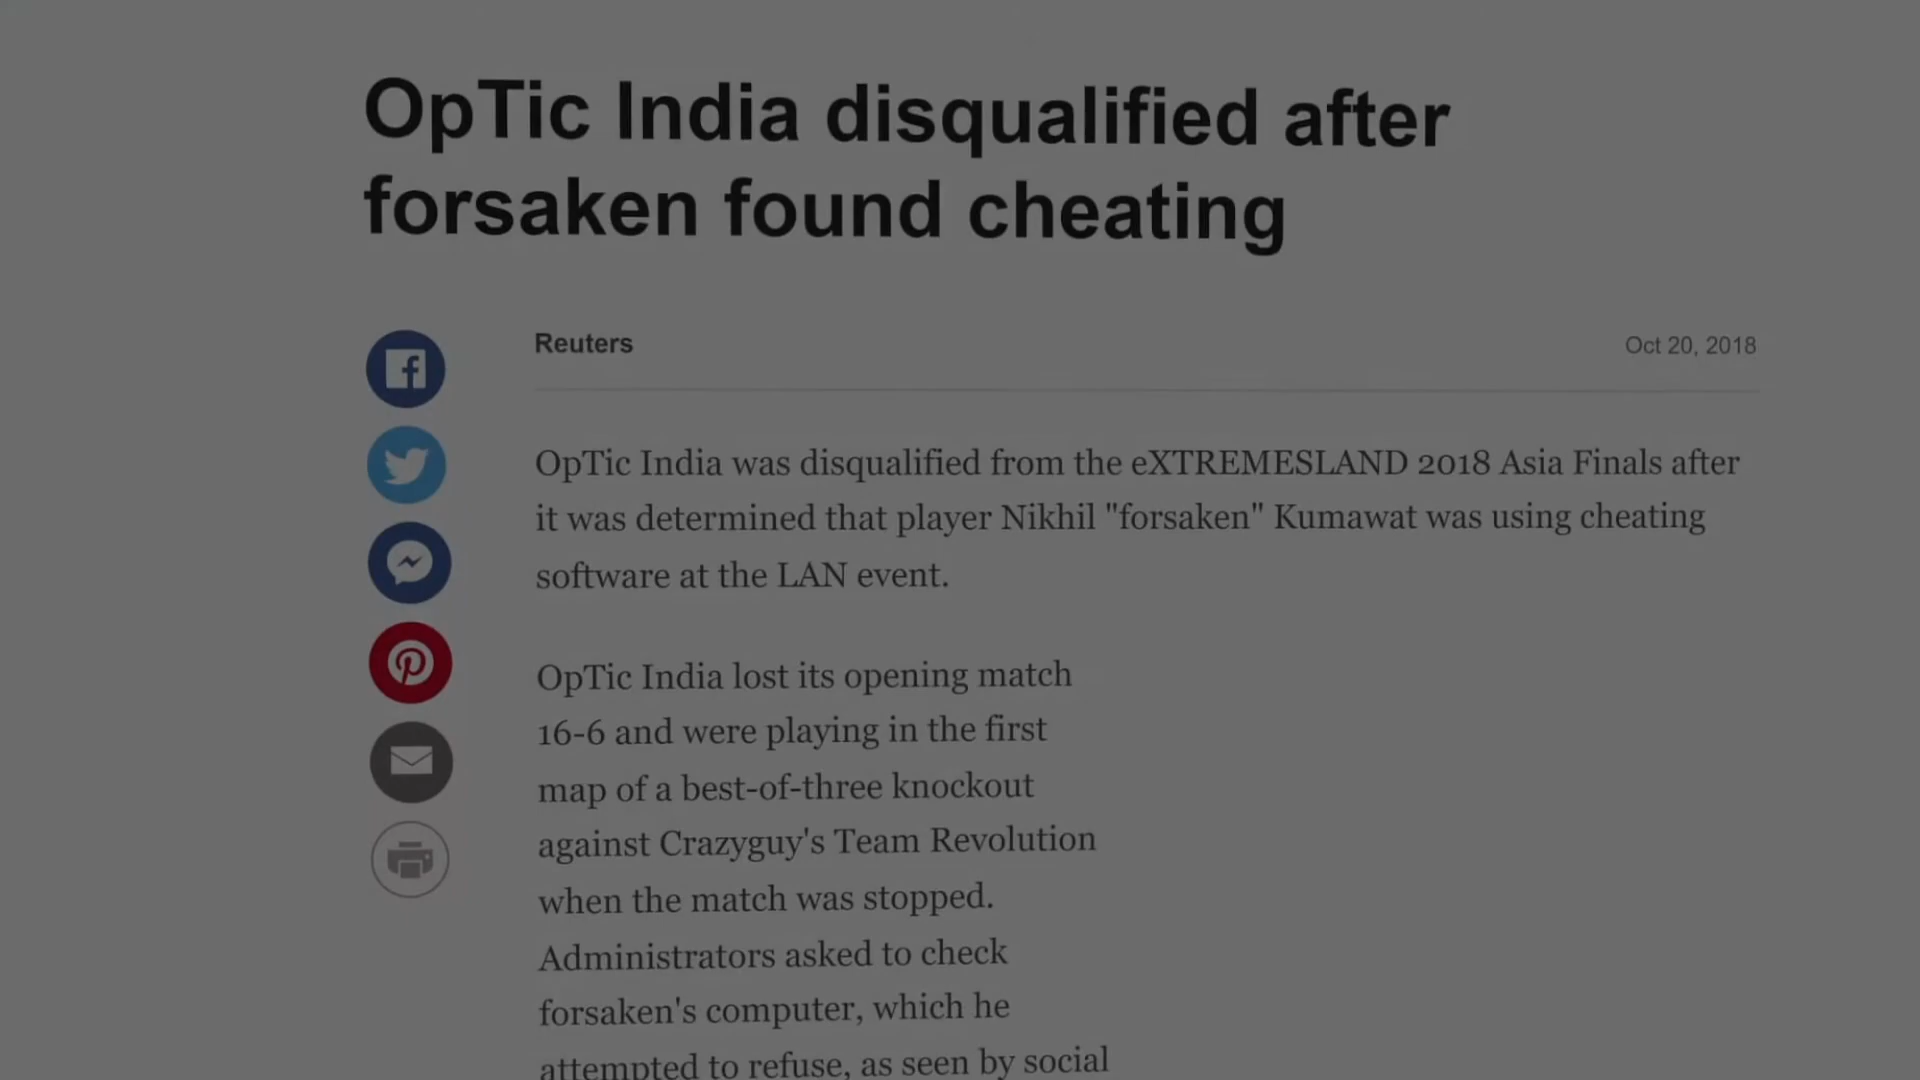 OpTic India disqualified after
forsaken found cheating
Reuters
Oct 20, 2018
OpTic India was disqualified from the eXTREMESLAND 2018 Asia Finals after
it was determined that player Nikhil "forsaken" Kumawat was using cheating
software at the LAN event.
OpTic India lost its opening match
16-6 and were playing in the first
map of a best-of-three knockout
against Crazyguy's Team Revolution
when the match was stopped.
Administrators asked to check
forsaken's computer, which he
attempted to refuse, as seen by social